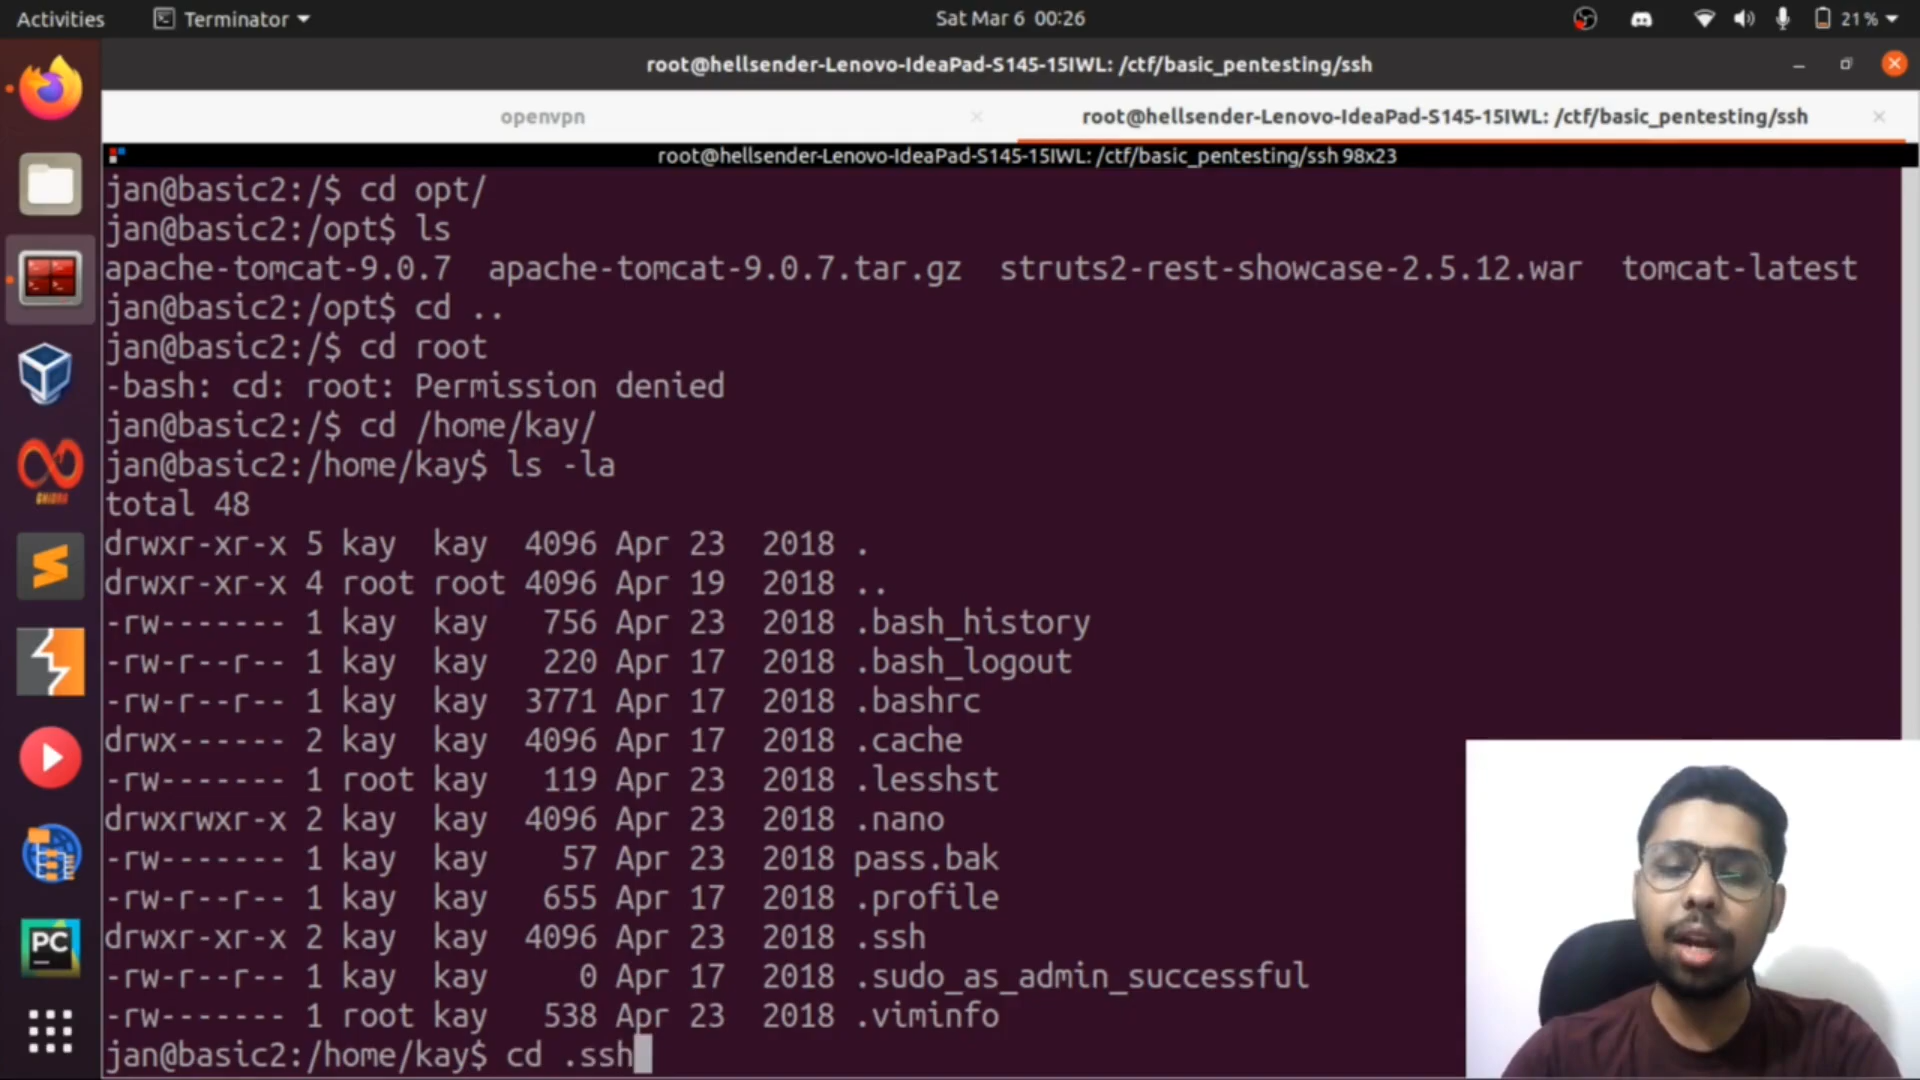 Activities
Terminator
Sat Mar 6 00:26
21%
root@hellsender-Lenovo-IdeaPad-S145-15IWL: /ctf/basic_pentesting/ssh
openvpn
root@hellsender-Lenovo-IdeaPad-S145-15IWL: /ctf/basic_pentesting/ssh
root@hellsender-Lenovo-IdeaPad-S145-15IWL: /ctf/basic_pentesting/ssh 98x23
jan@basic2:/$ cd opt/
jan@basic2:/opt$ ls
apache-tomcat-9.0.7  apache-tomcat-9.0.7.tar.gz  struts2-rest-showcase-2.5.12.war  tomcat-latest
jan@basic2:/opt$ cd ..
jan@basic2:/$ cd root
-bash: cd: root: Permission denied
jan@basic2:/$ cd /home/kay/
jan@basic2:/home/kay$ ls -la
total 48
drwxr-xr-x 5 kay  kay  4096 Apr 23  2018 .
drwxr-xr-x 4 root root 4096 Apr 19  2018 ..
-rw------- 1 kay  kay   756 Apr 23  2018 .bash_history
-rw-r--r-- 1 kay  kay   220 Apr 17  2018 .bash_logout
-rw-r--r-- 1 kay  kay  3771 Apr 17  2018 .bashrc
drwx------ 2 kay  kay  4096 Apr 17  2018 .cache
-rw------- 1 root kay   119 Apr 23  2018 .lesshst
drwxrwxr-x 2 kay  kay  4096 Apr 23  2018 .nano
-rw------- 1 kay  kay    57 Apr 23  2018 pass.bak
-rw-r--r-- 1 kay  kay   655 Apr 17  2018 .profile
drwxr-xr-x 2 kay  kay  4096 Apr 23  2018 .ssh
-rw-r--r-- 1 kay  kay     0 Apr 17  2018 .sudo_as_admin_successful
-rw------- 1 root kay   538 Apr 23  2018 .viminfo
jan@basic2:/home/kay$ cd .ssh
GHIDRA
PC